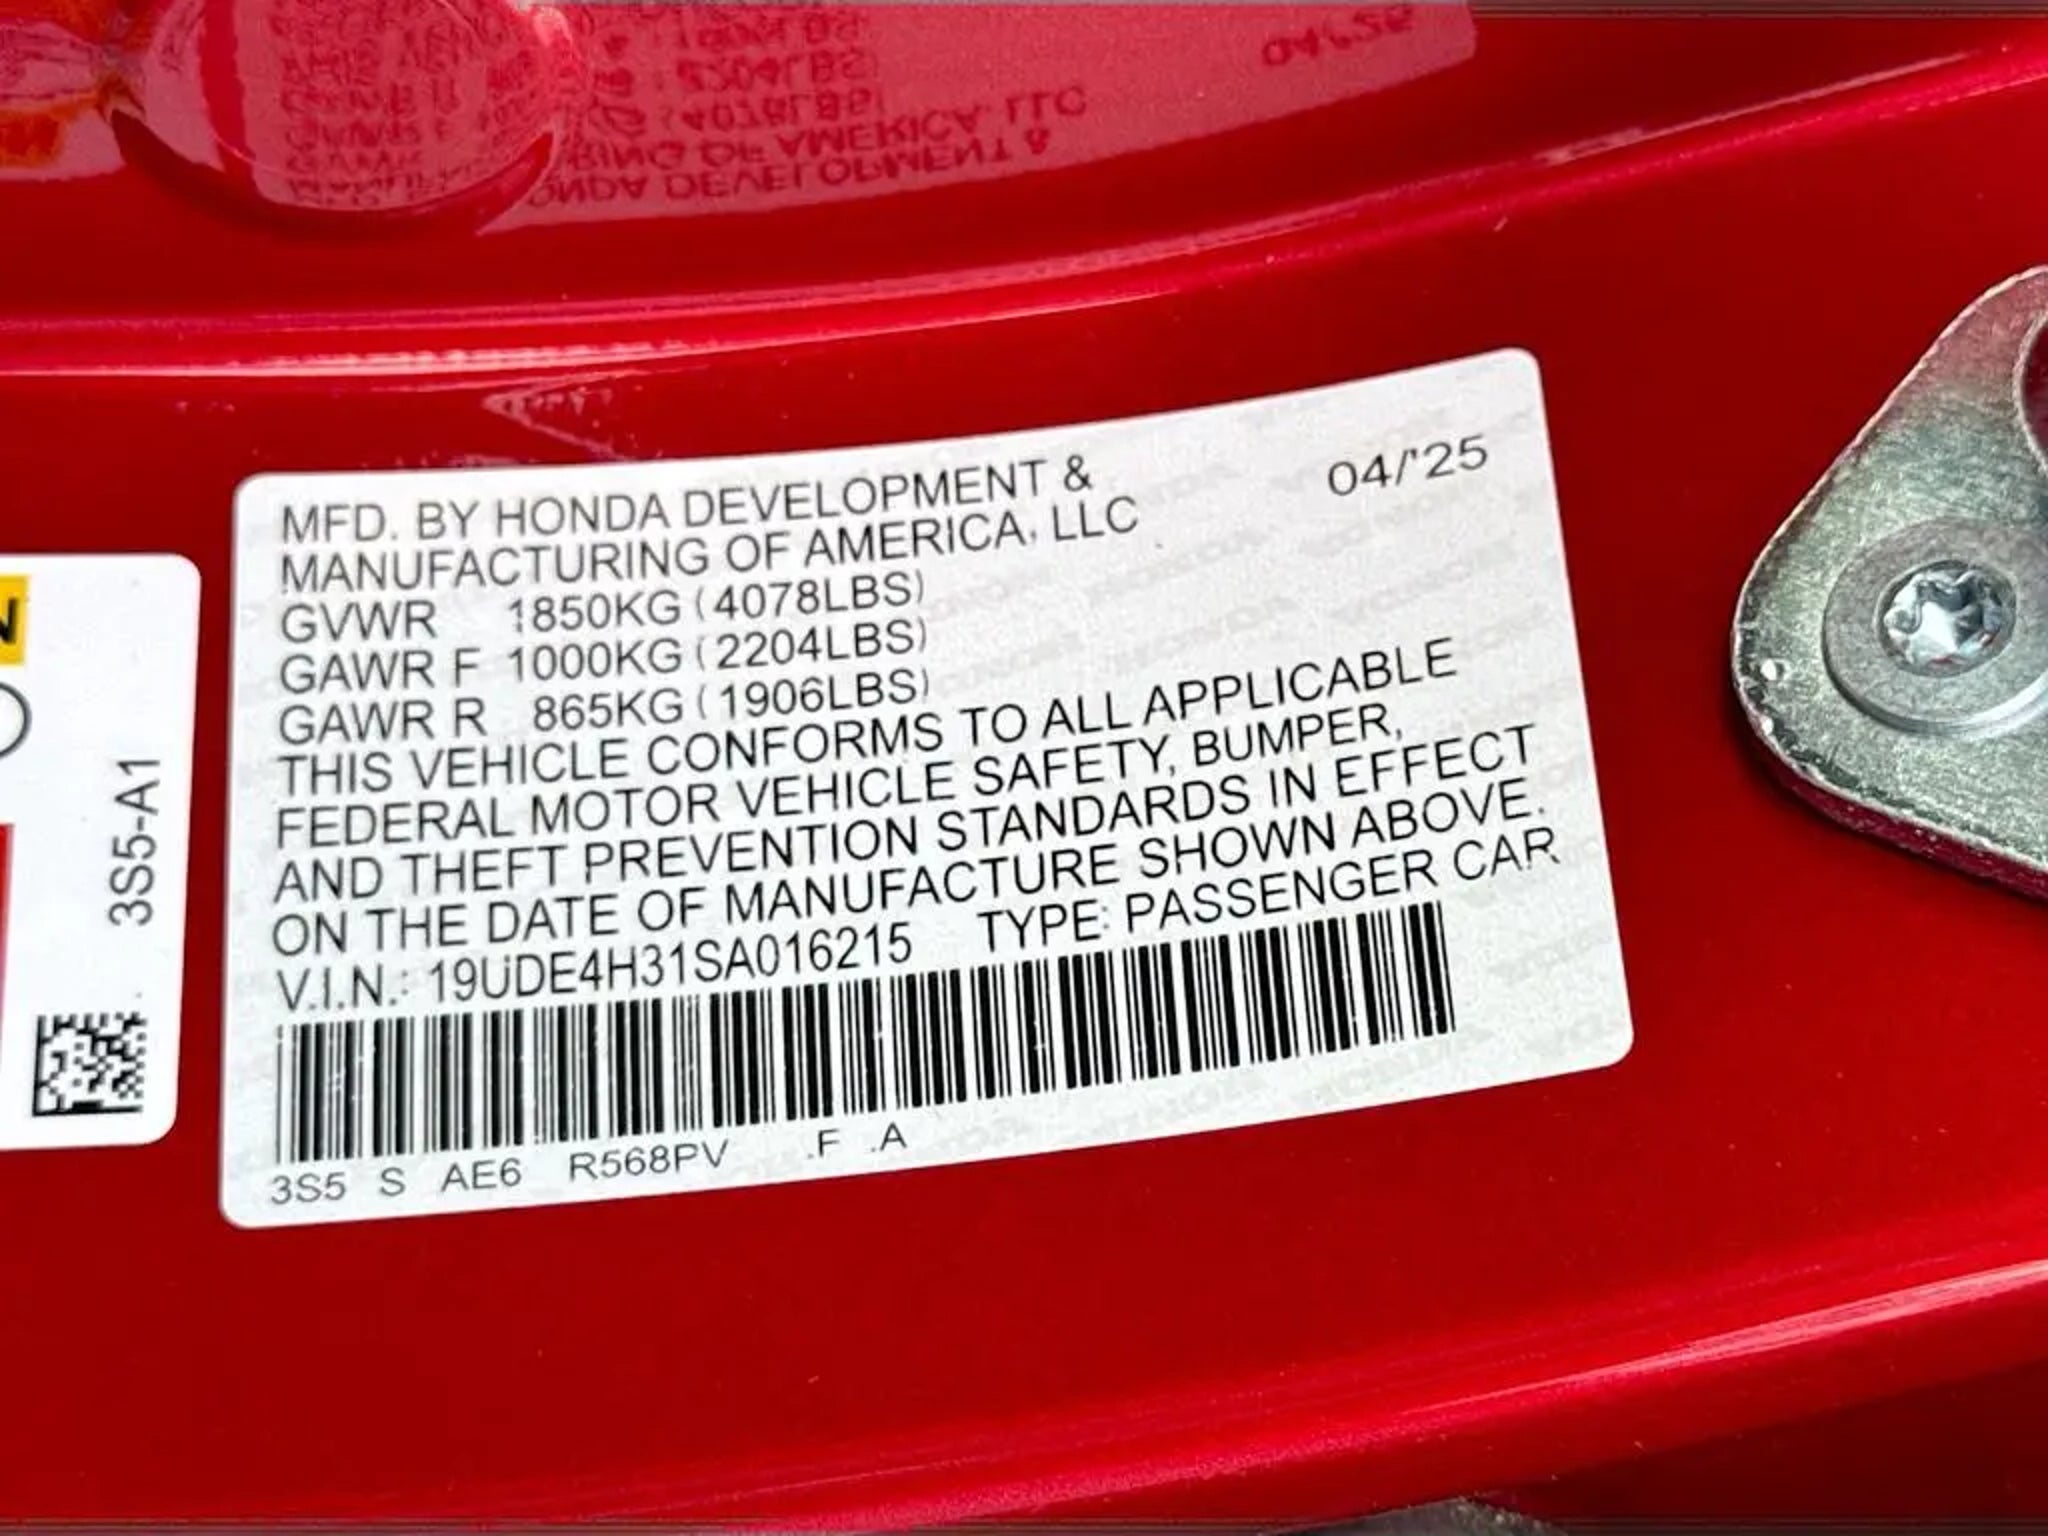 MFD. BY HONDA DEVELOPMENT & 04/'25
MANUFACTURING OF AMERICA, LLC
GVWR 1850KG (4078LBS)
GAWR F 1000KG (2204LBS)
GAWR R 865KG (1906LBS)
THIS VEHICLE CONFORMS TO ALL APPLICABLE
FEDERAL MOTOR VEHICLE SAFETY, BUMPER,
AND THEFT PREVENTION STANDARDS IN EFFECT
ON THE DATE OF MANUFACTURE SHOWN ABOVE.
V.I.N.: 19UDE4H31SA016215 TYPE: PASSENGER CAR
3S5 S AE6 R568PV .F .A
3S5-A1